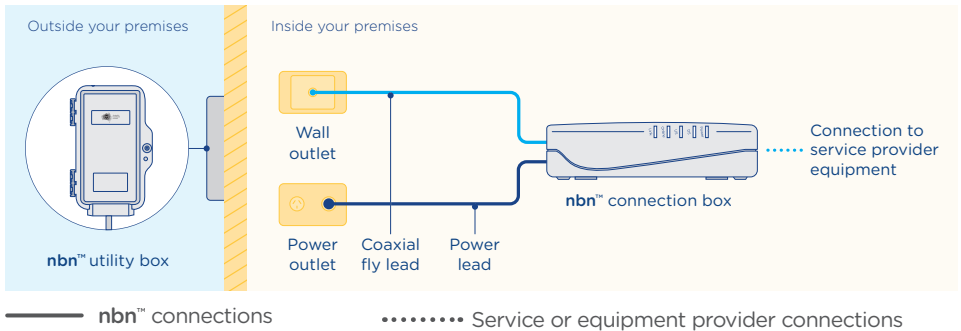 Outside your premises
Inside your premises
Wall
outlet
Connection to
service provider
equipment
nbn™ connection box
Power
outlet
Coaxial
fly lead
Power
lead
nbn™ utility box
nbn™ connections
Service or equipment provider connections